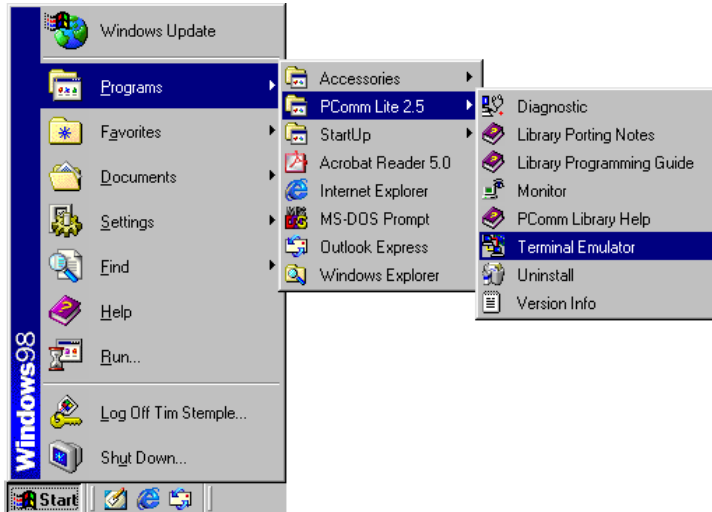 Windows Update
Programs
Favorites
Documents
Settings
Find
Help
Run...
Log Off Tim Stemple...
Shut Down...
Windows98
Start
Accessories
PComm Lite 2.5
StartUp
Acrobat Reader 5.0
Internet Explorer
MS-DOS Prompt
Outlook Express
Windows Explorer
Diagnostic
Library Porting Notes
Library Programming Guide
Monitor
PComm Library Help
Terminal Emulator
Uninstall
Version Info